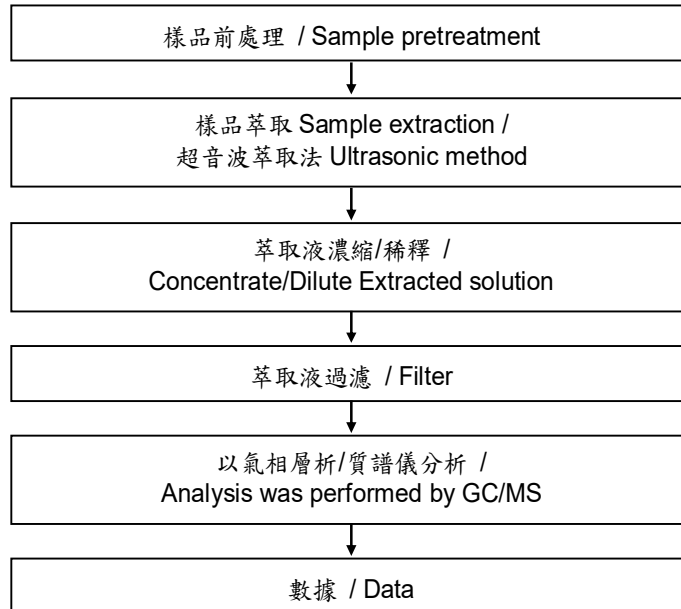 樣品前處理 / Sample pretreatment
樣品萃取 Sample extraction /
超音波萃取法 Ultrasonic method
萃取液濃縮/稀釋 /
Concentrate/Dilute Extracted solution
萃取液過濾 / Filter
以氣相層析/質譜儀分析 /
Analysis was performed by GC/MS
數據 / Data